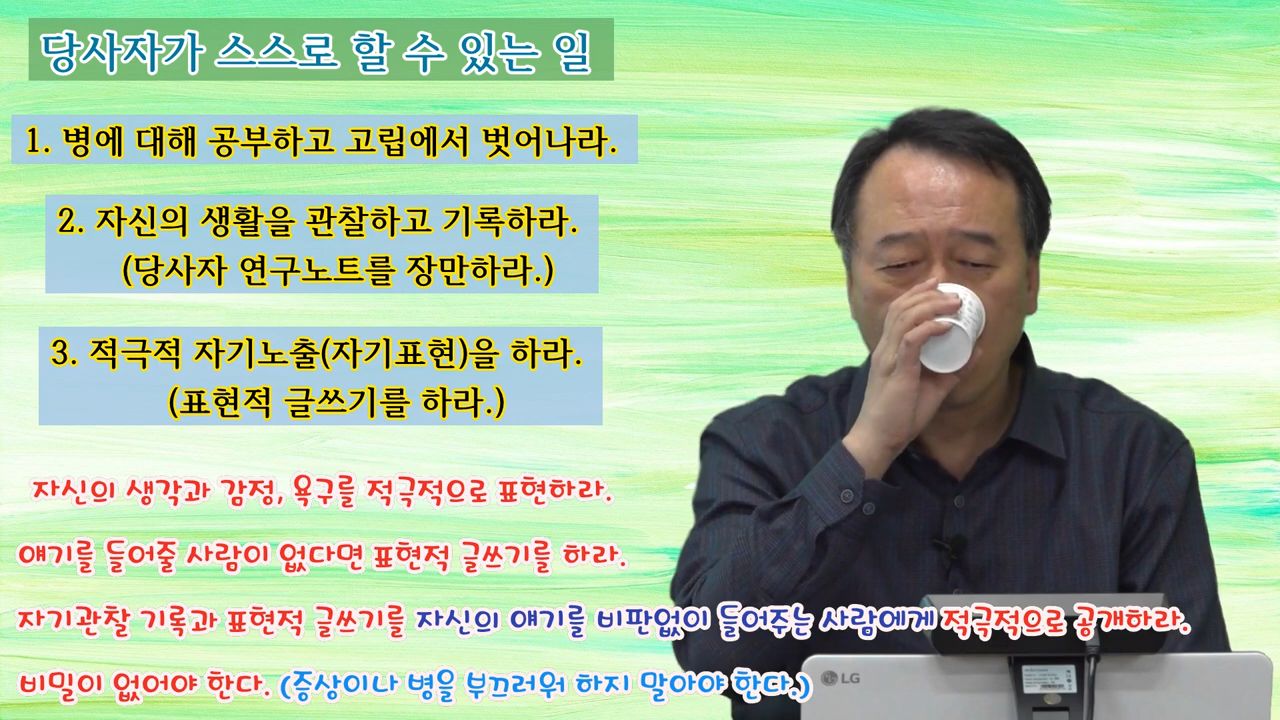 당사자가 스스로 할 수 있는 일
1. 병에 대해 공부하고 고립에서 벗어나라.
2. 자신의 생활을 관찰하고 기록하라.
(당사자 연구노트를 장만하라.)
3. 적극적 자기노출(자기표현)을 하라.
(표현적 글쓰기를 하라.)
자신의 생각과 감정, 욕구를 적극적으로 표현하라.
얘기를 들어줄 사람이 없다면 표현적 글쓰기를 하라.
자기관찰 기록과 표현적 글쓰기를 자신의 얘기를 비판없이 들어주는 사람에게 적극적으로 공개하라.
비밀이 없어야 한다. (증상이나 병을 부끄러워 하지 말아야 한다.)
LG